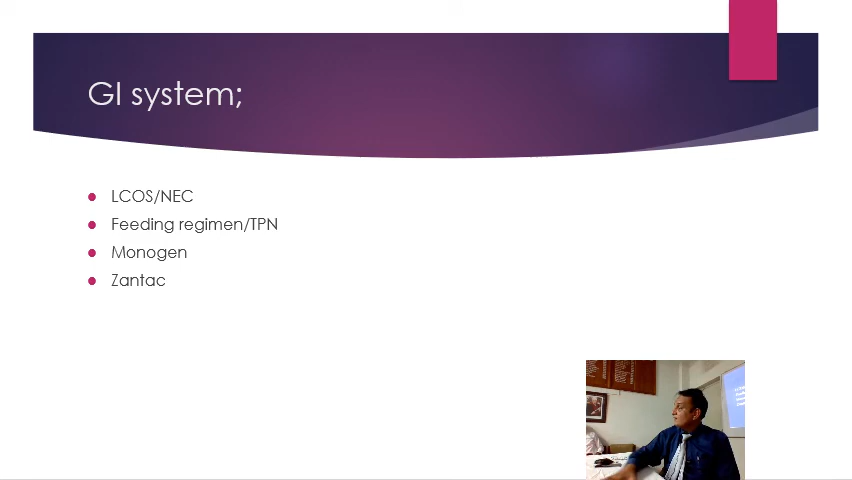 GI system;
LCOS/NEC
Feeding regimen/TPN
Monogen
Zantac